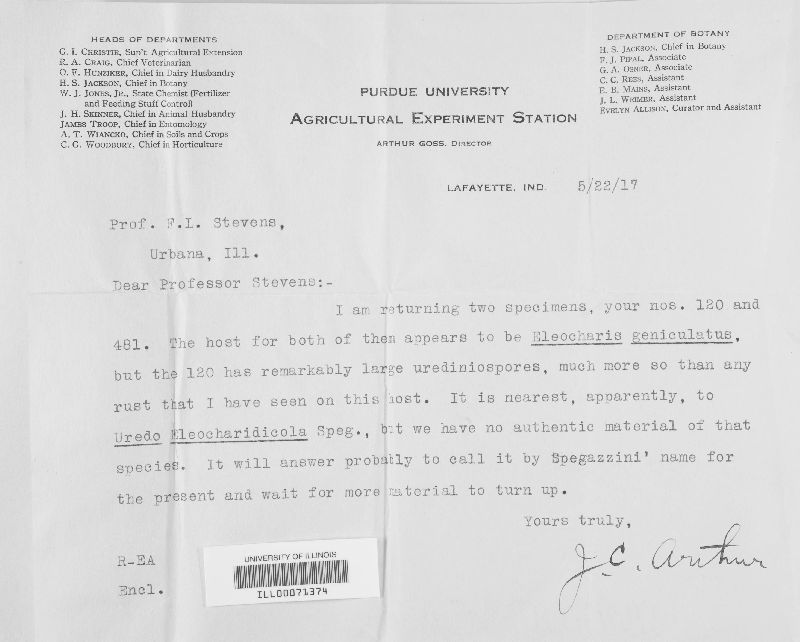 HEADS OF DEPARTMENTS
G. I. CHRISTIE, Sup't Agricultural Extension
R. A. CRAIG, Chief Veterinarian
O. F. HUNZIKER, Chief in Dairy Husbandry
H. S. JACKSON, Chief in Botany
W. J. JONES, JR., State Chemist (Fertilizer
and Feeding Stuff Control)
J. H. SKINNER, Chief in Animal Husbandry
JAMES TROOP, Chief in Entomology
A. T. WIANCKO, Chief in Soils and Crops
C. G. WOODBURY, Chief in Horticulture
DEPARTMENT OF BOTANY
H. S. JACKSON, Chief in Botany
F. J. PIPAL, Associate
G. A. OSNER, Associate
C. C. REES, Assistant
E. B. MAINS, Assistant
J. L. WEIMER, Assistant
EVELYN ALLISON, Curator and Assistant
PURDUE UNIVERSITY
AGRICULTURAL EXPERIMENT STATION
ARTHUR GOSS, DIRECTOR
LAFAYETTE, IND. 5/22/17
Prof. F.L. Stevens,
Urbana, Ill.
Dear Professor Stevens:-
I am returning two specimens, your nos. 120 and
481. The host for both of them appears to be Eleocharis geniculatus,
but the 120 has remarkably large urediniospores, much more so than any
rust that I have seen on this host. It is nearest, apparently, to
Uredo Eleocharidicola Speg., but we have no authentic material of that
species. It will answer probably to call it by Spegazzini' name for
the present and wait for more material to turn up.
Yours truly,
J.C. Arthur
R-EA
Encl.
UNIVERSITY OF ILLINOIS
ILL00071374